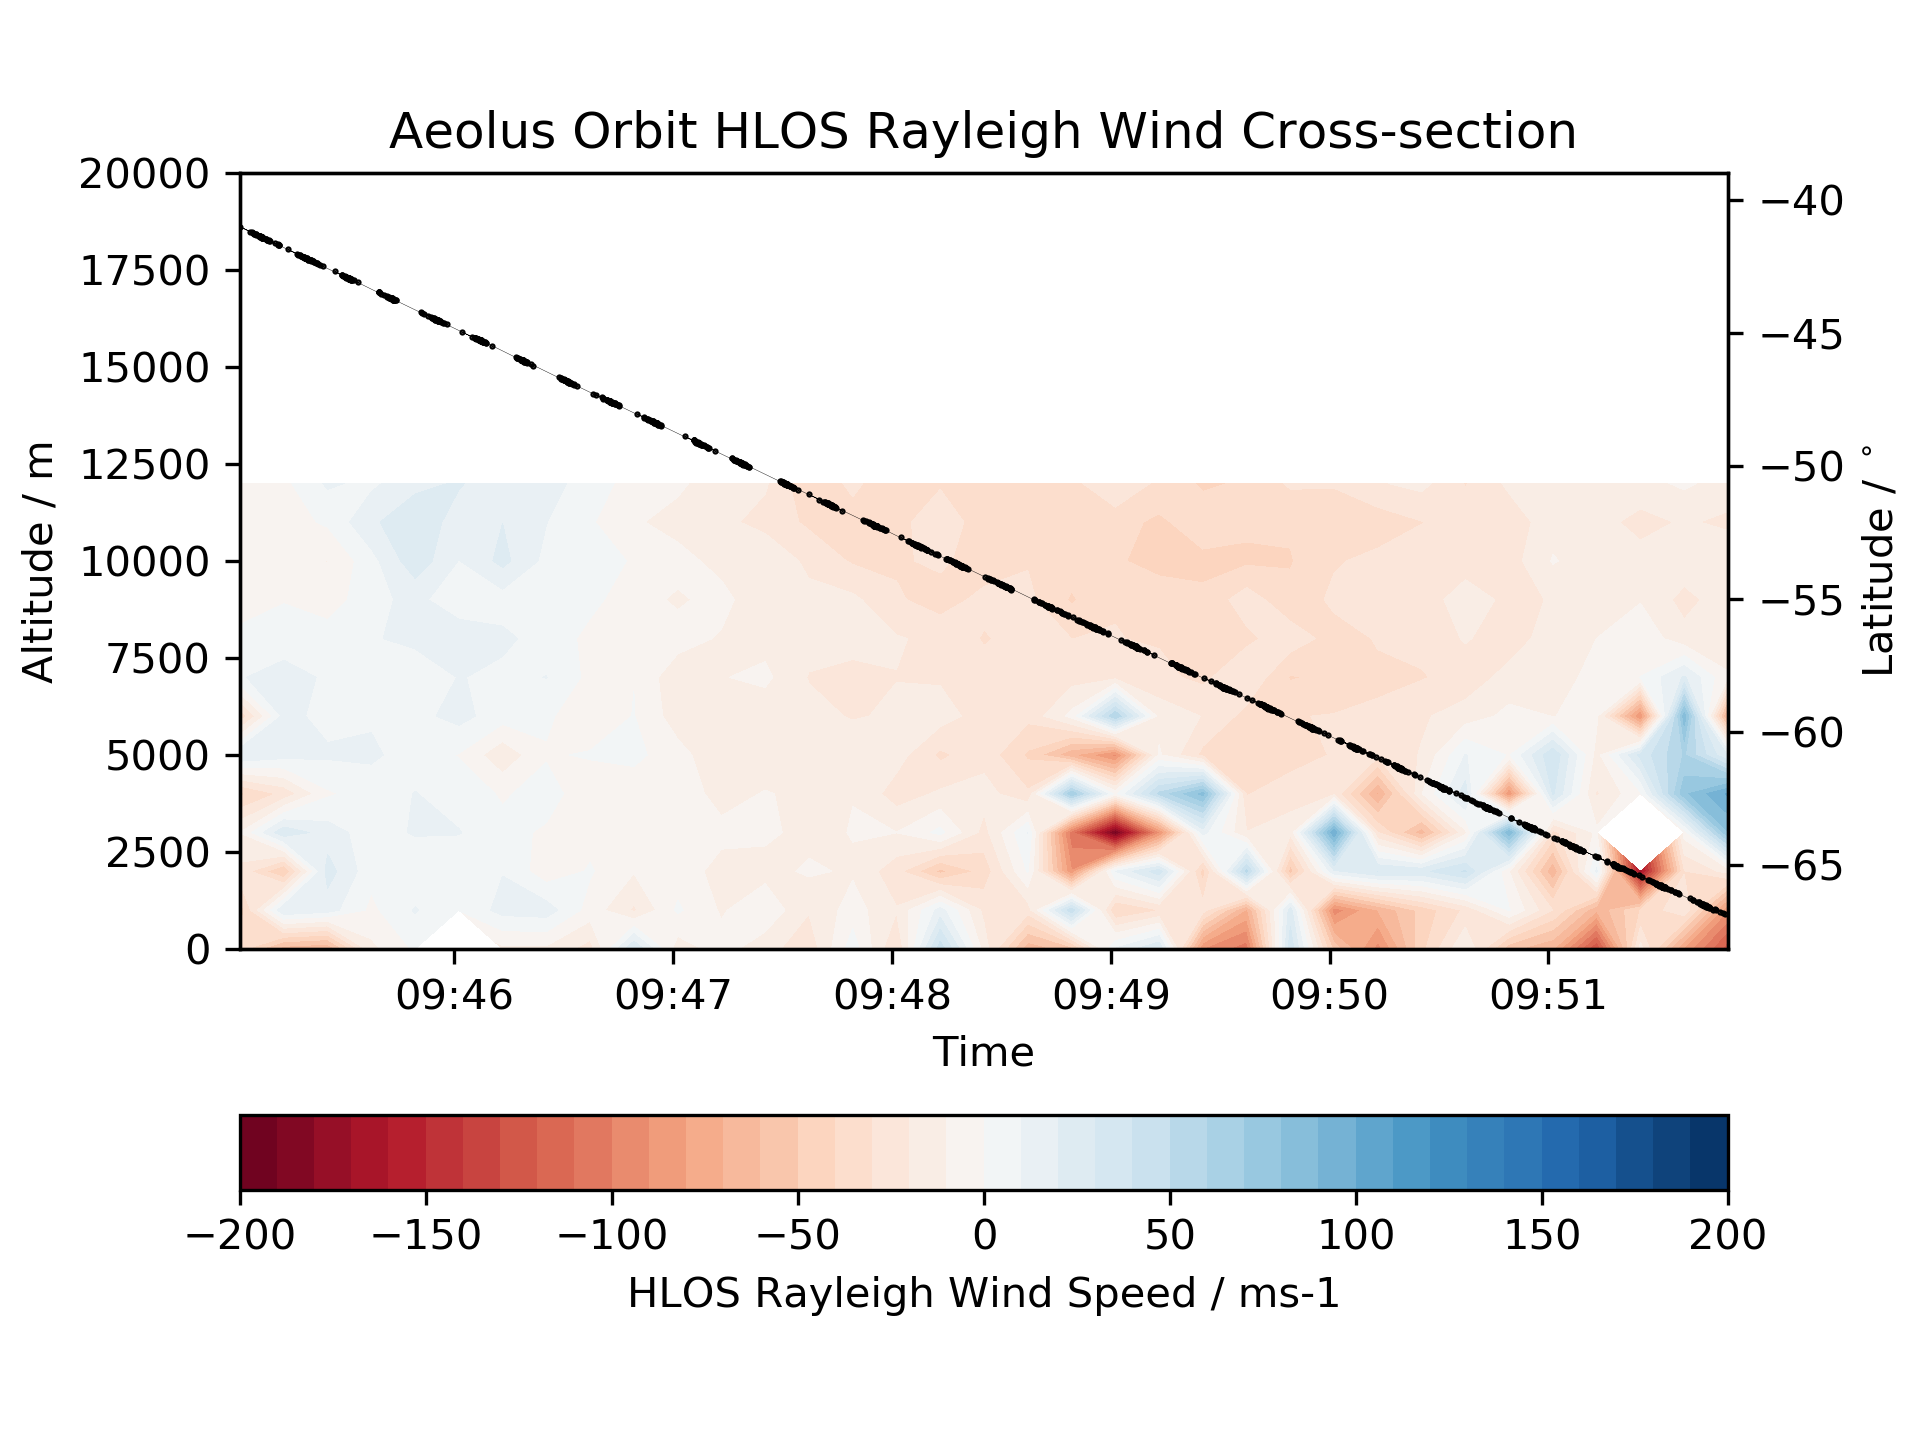 Aeolus Orbit HLOS Rayleigh Wind Cross-section
20000
17500
15000
12500
10000
7500
5000
2500
0
Altitude / m
−40
−45
−50
−55
−60
−65
Latitude / °
09:46 09:47 09:48 09:49 09:50 09:51
Time
−200 −150 −100 −50 0 50 100 150 200
HLOS Rayleigh Wind Speed / ms-1